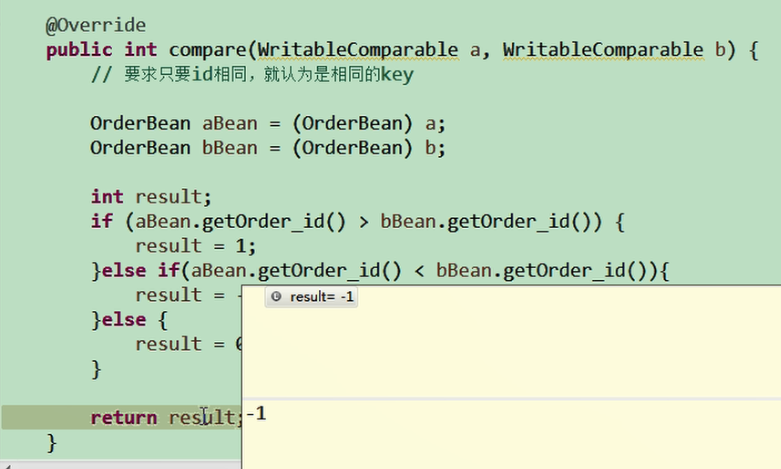 @Override
public int compare(WritableComparable a, WritableComparable b) {
// 要求只要id相同，就认为是相同的key
OrderBean aBean = (OrderBean) a;
OrderBean bBean = (OrderBean) b;
int result;
if (aBean.getOrder_id() > bBean.getOrder_id()) {
result = 1;
}else if(aBean.getOrder_id() < bBean.getOrder_id()){
result = -
result= -1
}else {
result = 0
}
return result;
-1
}